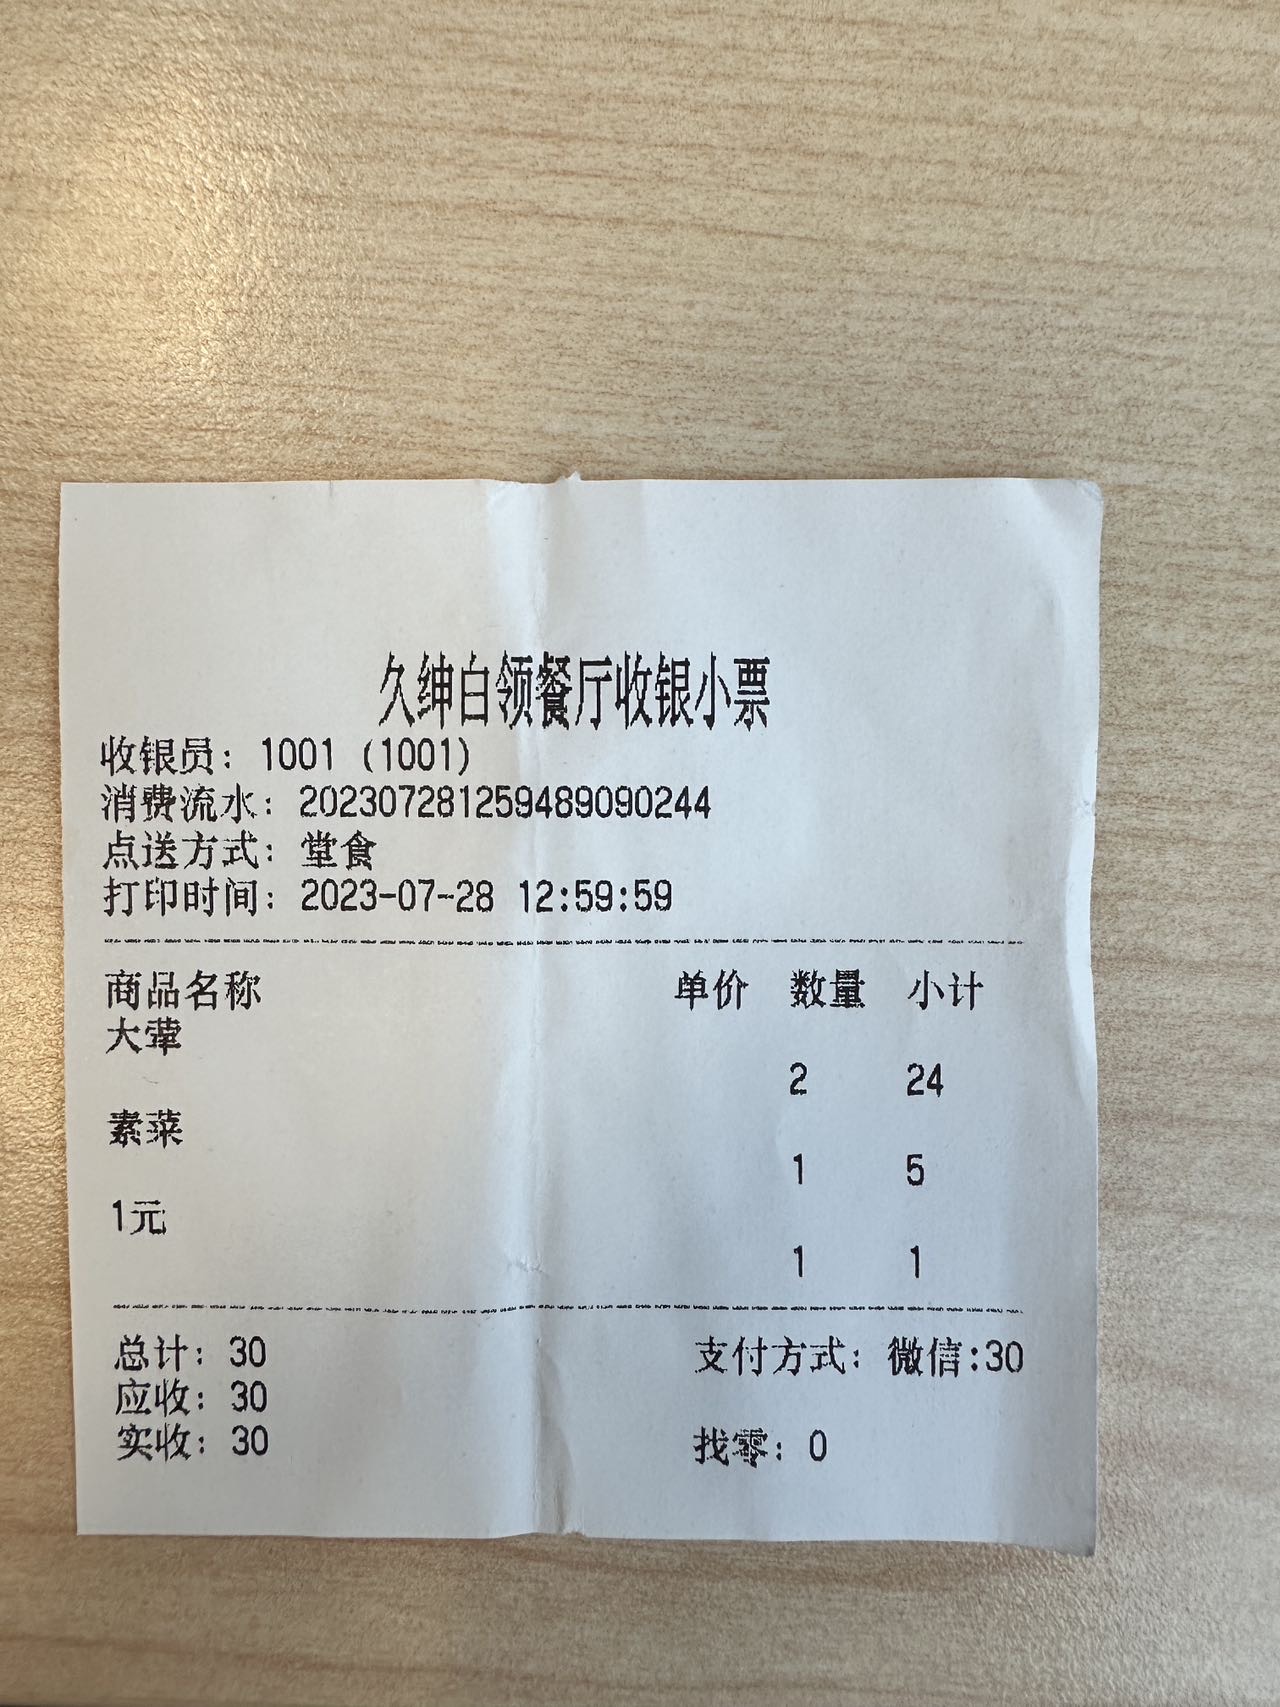 久绅白领餐厅收银小票
收银员: 1001 (1001)
消费流水: 202307281259489090244
点送方式: 堂食
打印时间: 2023-07-28 12:59:59
商品名称 单价 数量 小计
大荤
2 24
素菜
1 5
1元
1 1
总计: 30 支付方式: 微信:30
应收: 30
实收: 30 找零: 0